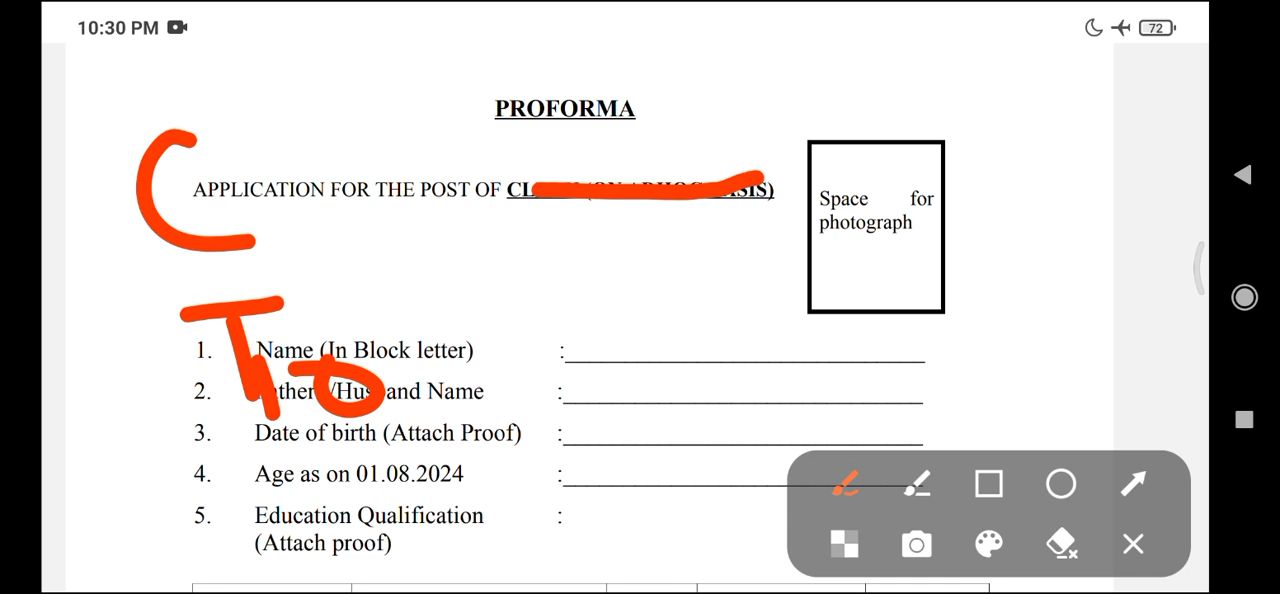 10:30 PM
72
PROFORMA
APPLICATION FOR THE POST OF
Space for
photograph
1. Name (In Block letter) :
2. /Husband Name :
3. Date of birth (Attach Proof) :
4. Age as on 01.08.2024 :
5. Education Qualification :
(Attach proof)